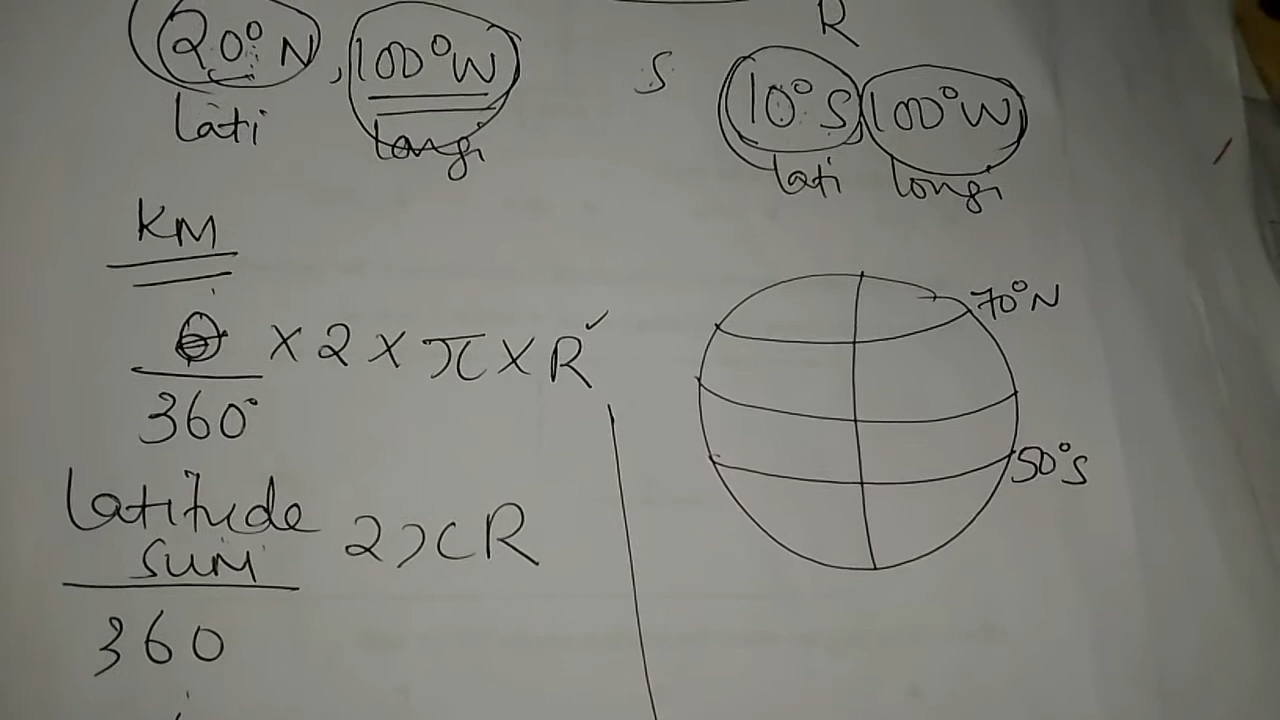 R
20°N, 100°W S 10°S, 100°W
lati longi lati longi
KM
θ/360° × 2 × π × R ✓
70°N
50°S
Latitude
SUM 2πR
360